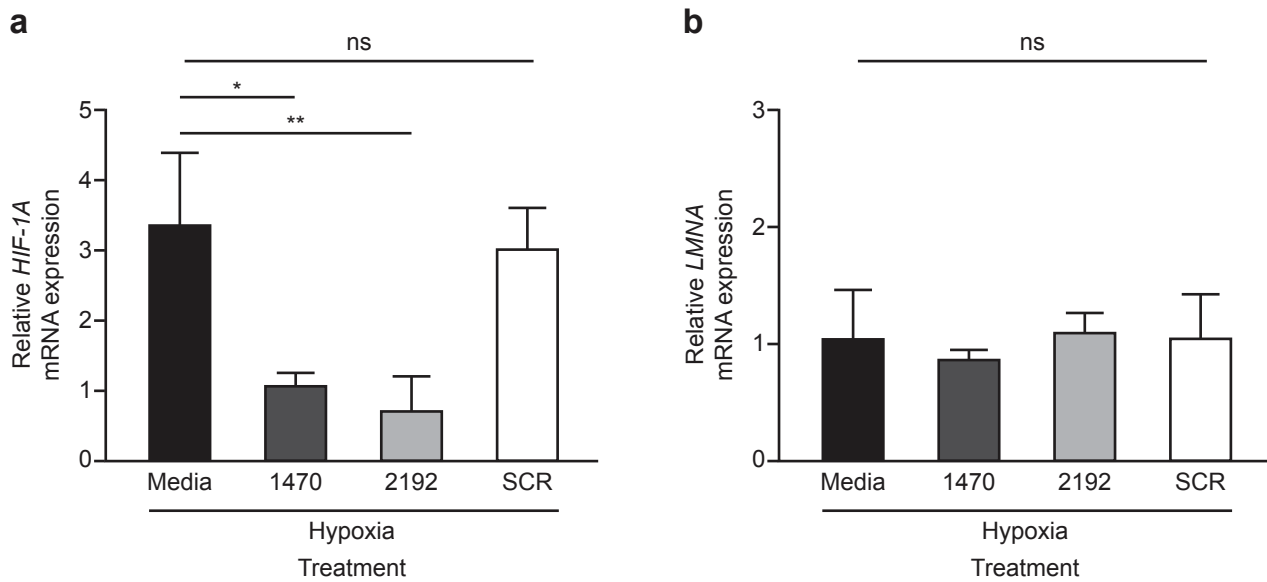 a
ns
*
**
5
4
3
2
1
0
Relative HIF-1A
mRNA expression
Media 1470 2192 SCR
Hypoxia
Treatment
b
ns
3
2
1
0
Relative LMNA
mRNA expression
Media 1470 2192 SCR
Hypoxia
Treatment